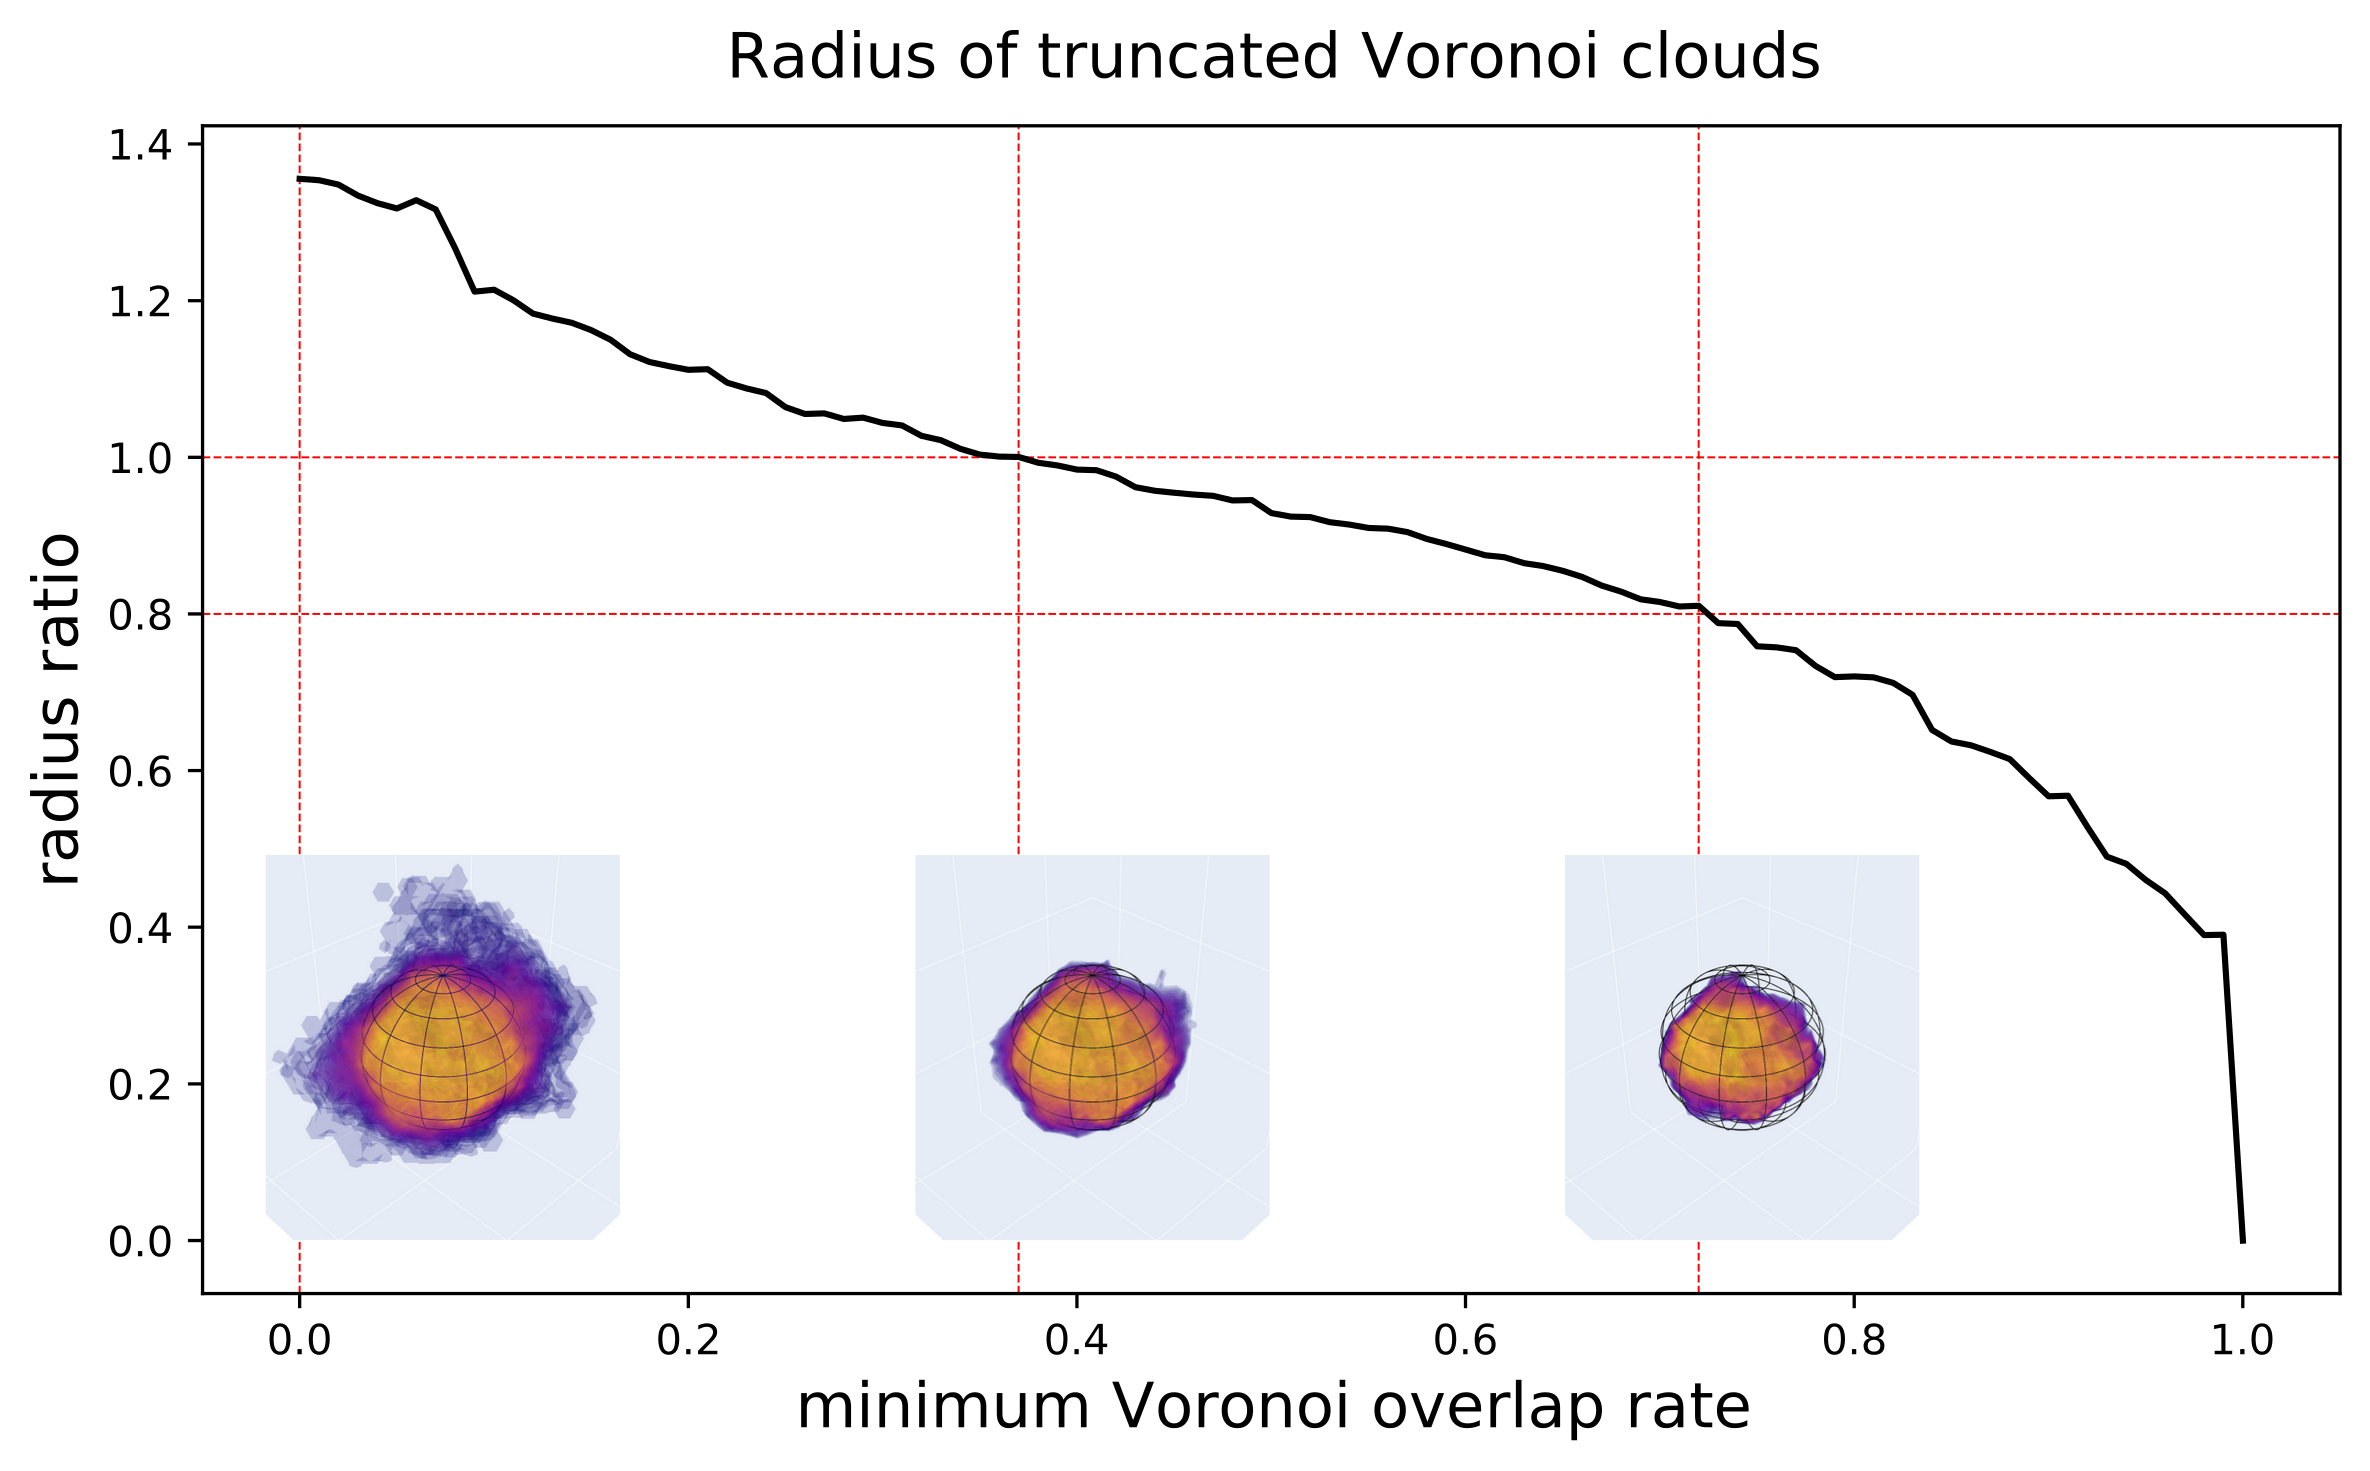 Radius of truncated Voronoi clouds
1.4
1.2
1.0
0.8
0.6
0.4
0.2
0.0
radius ratio
0.0 0.2 0.4 0.6 0.8 1.0
minimum Voronoi overlap rate